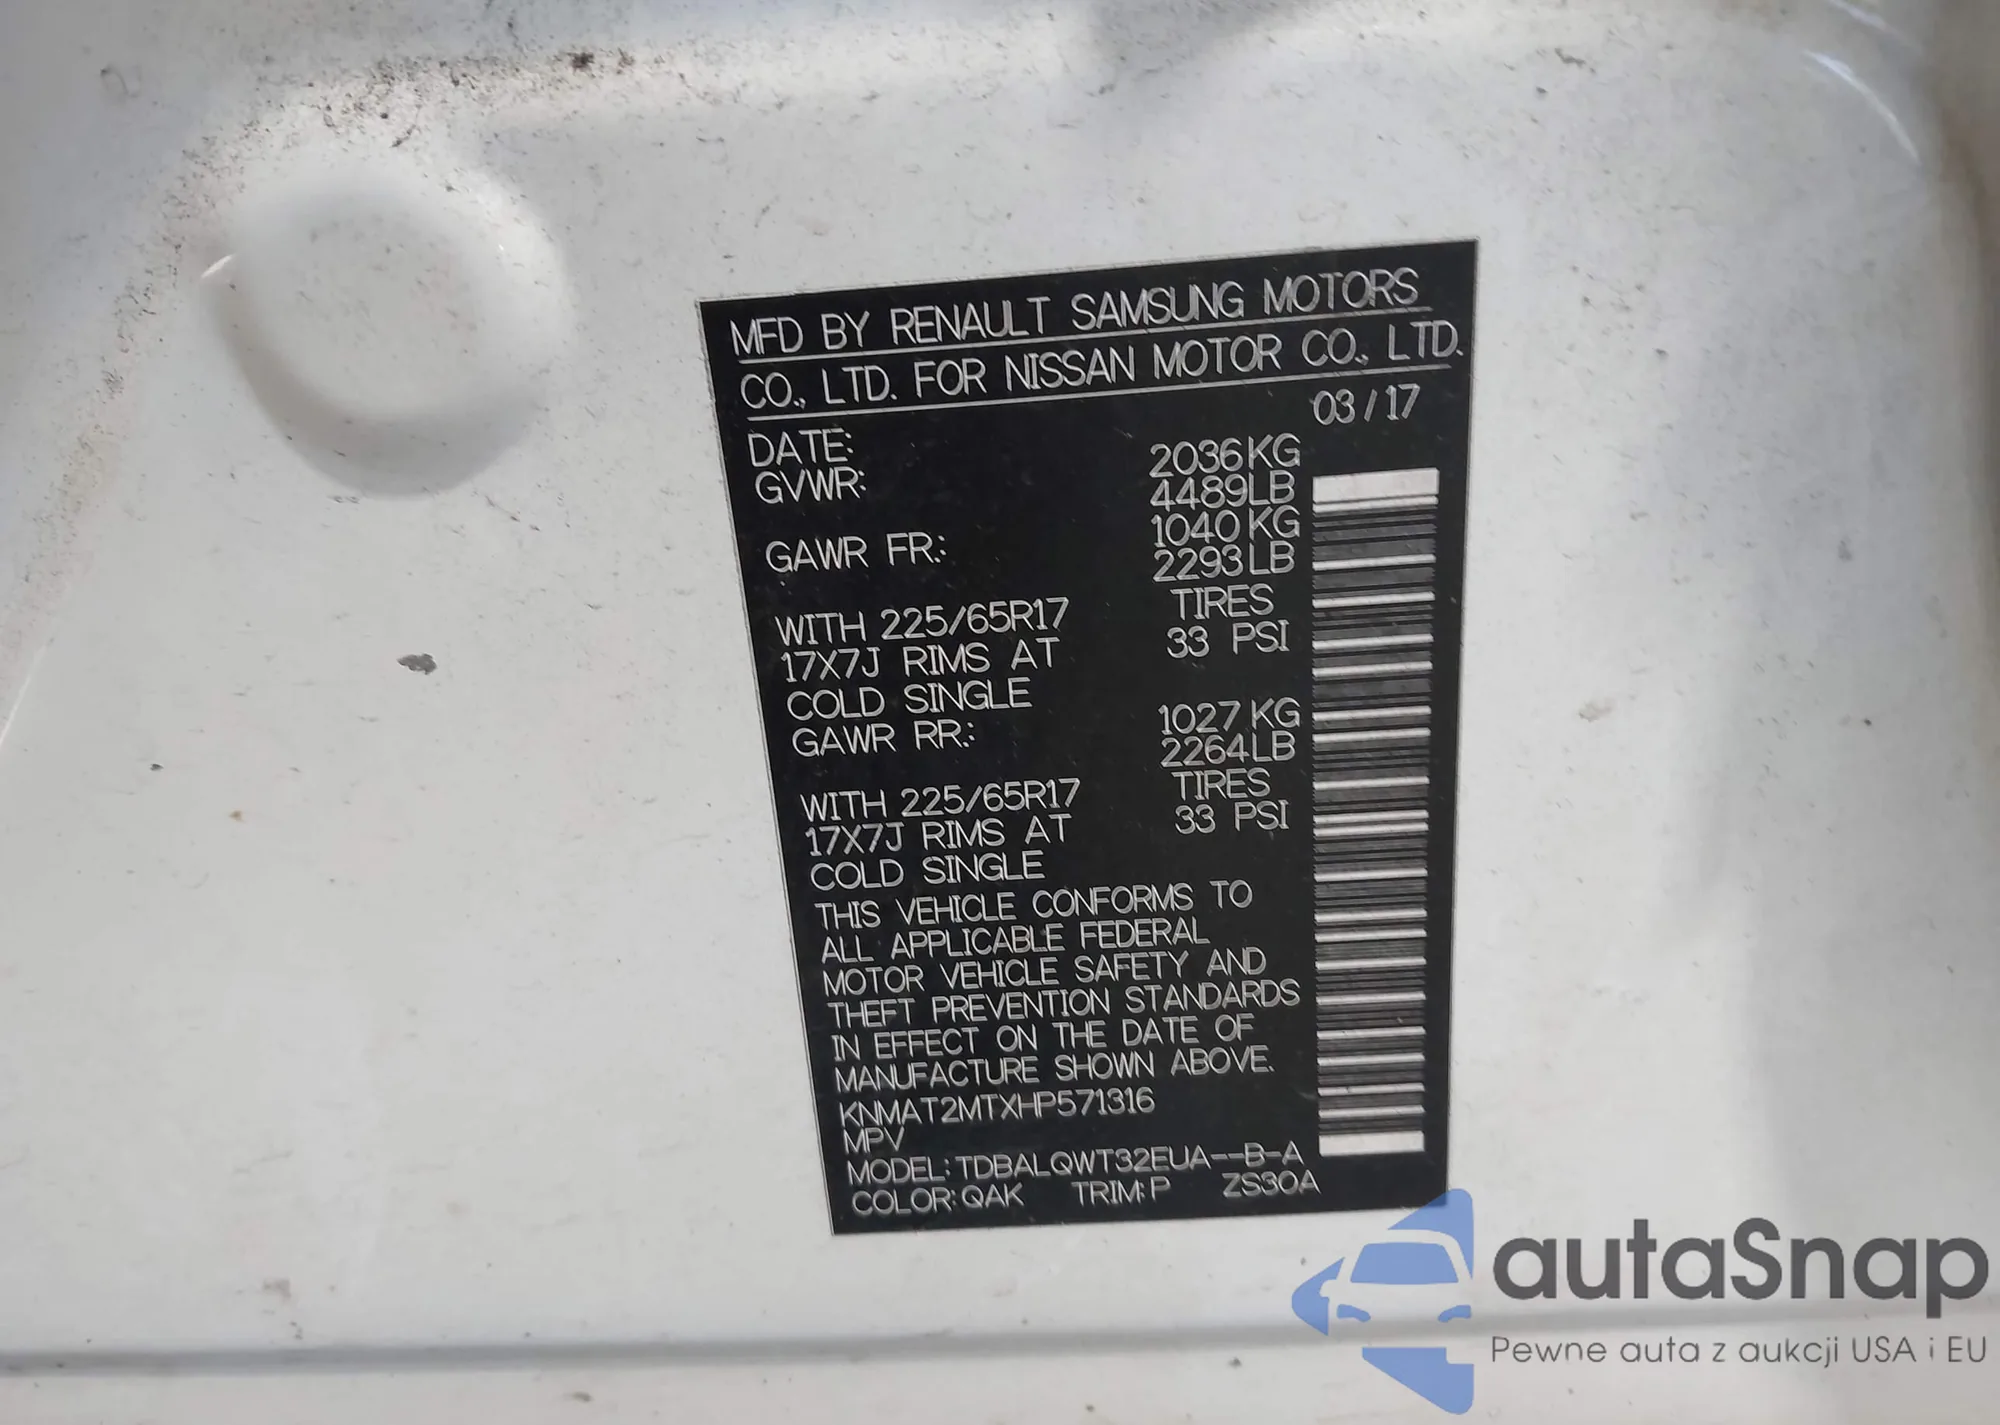 MFD BY RENAULT SAMSUNG MOTORS
CO., LTD. FOR NISSAN MOTOR CO., LTD.
DATE: 03/17
GVWR: 2036KG
4489LB
GAWR FR.: 1040KG
2293LB
WITH 225/65R17 TIRES
17X7J RIMS AT 33 PSI
COLD SINGLE
GAWR RR.: 1027KG
2264LB
WITH 225/65R17 TIRES
17X7J RIMS AT 33 PSI
COLD SINGLE
THIS VEHICLE CONFORMS TO
ALL APPLICABLE FEDERAL
MOTOR VEHICLE SAFETY AND
THEFT PREVENTION STANDARDS
IN EFFECT ON THE DATE OF
MANUFACTURE SHOWN ABOVE.
KNMAT2MTXHP571316
MPV
MODEL: TDBALQWT32EUA--B-A
COLOR: QAK TRIM: P ZS30A
autaSnap
Pewne auta z aukcji USA i EU